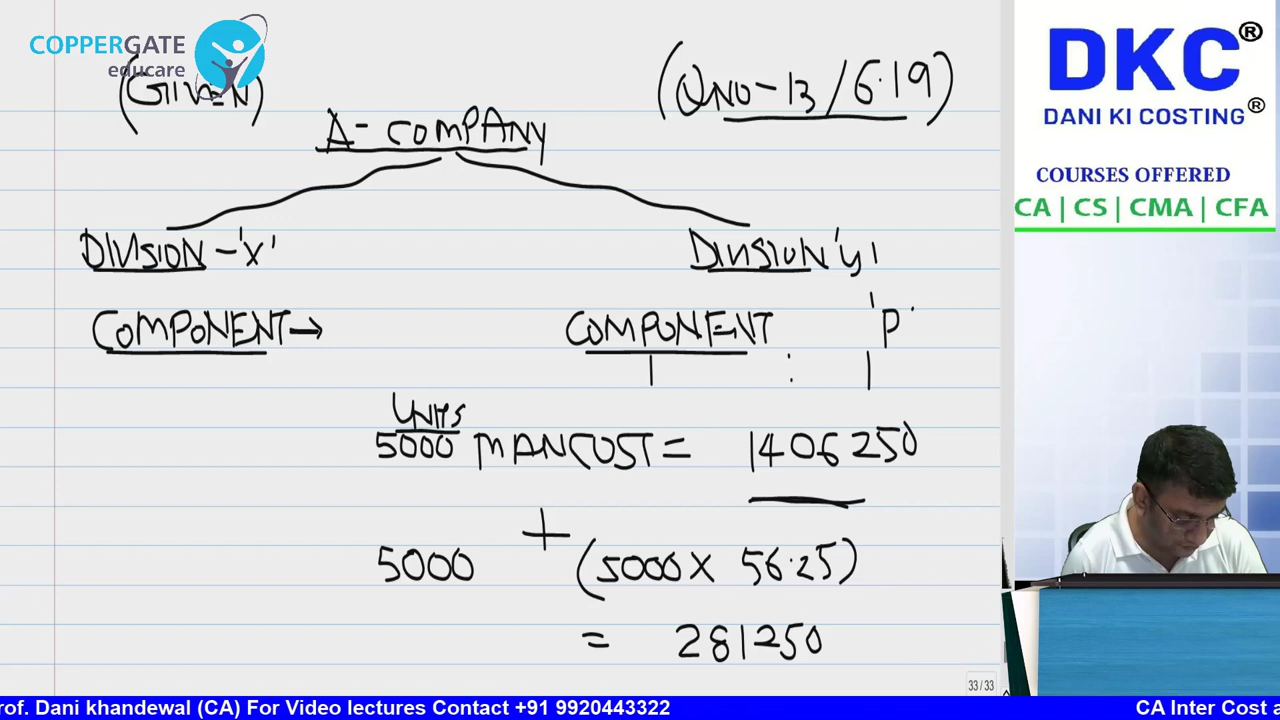 COPPERGATE
educare
(GIVEN)
(QNO-13/6.19)
A-COMPANY
DIVISION-'X'
DIVISION 'Y'
COMPONENT→
COMPONENT 'P'
UNITS
5000 MANCOST = 1406250
+
5000 (5000 X 56.25)
= 281250
33/33
DKC®
DANI KI COSTING®
COURSES OFFERED
CA | CS | CMA | CFA
rof. Dani khandewal (CA) For Video lectures Contact +91 9920443322
CA Inter Cost a